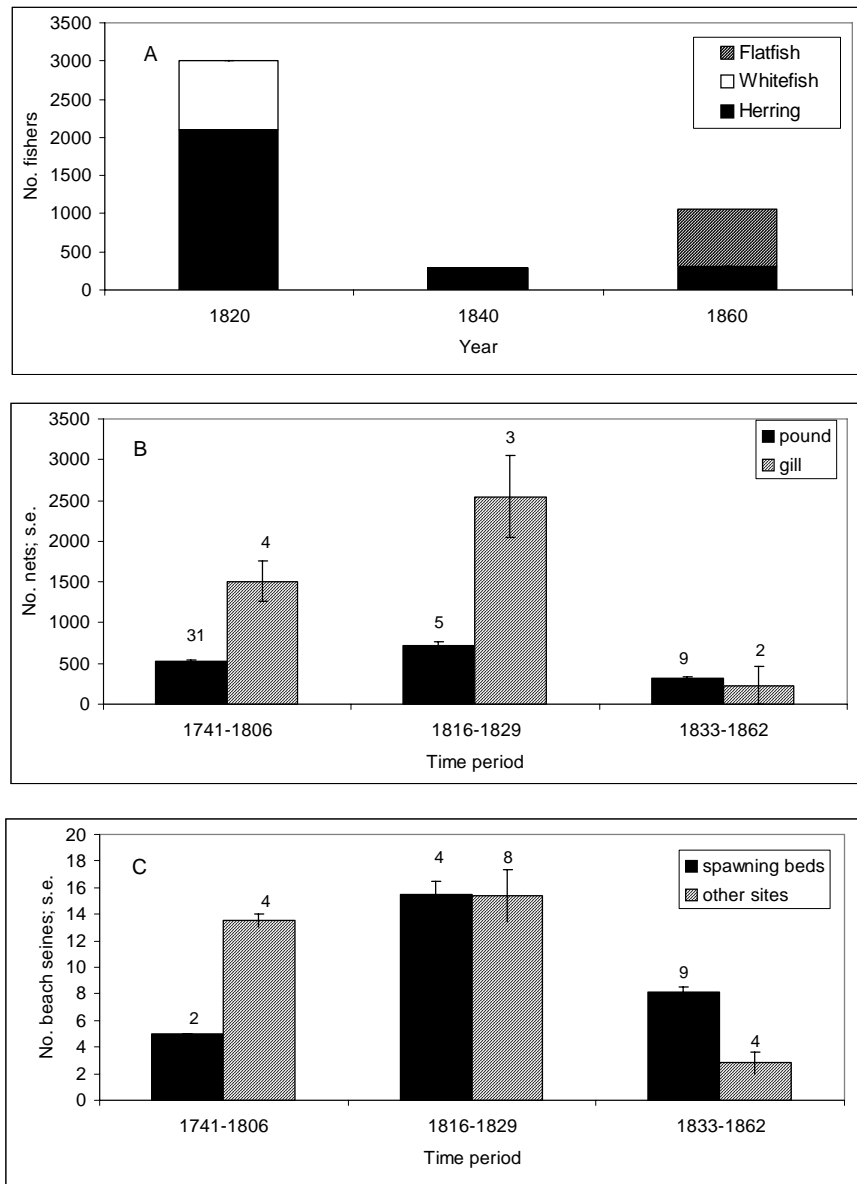 A
Flatfish
Whitefish
Herring
No. fishers
3500
3000
2500
2000
1500
1000
500
0
1820 1840 1860
Year
B
pound
gill
No. nets; s.e.
3500
3000
2500
2000
1500
1000
500
0
31 4 5 3 9 2
1741-1806 1816-1829 1833-1862
Time period
C
spawning beds
other sites
No. beach seines; s.e.
20
18
16
14
12
10
8
6
4
2
0
2 4 4 8 9 4
1741-1806 1816-1829 1833-1862
Time period